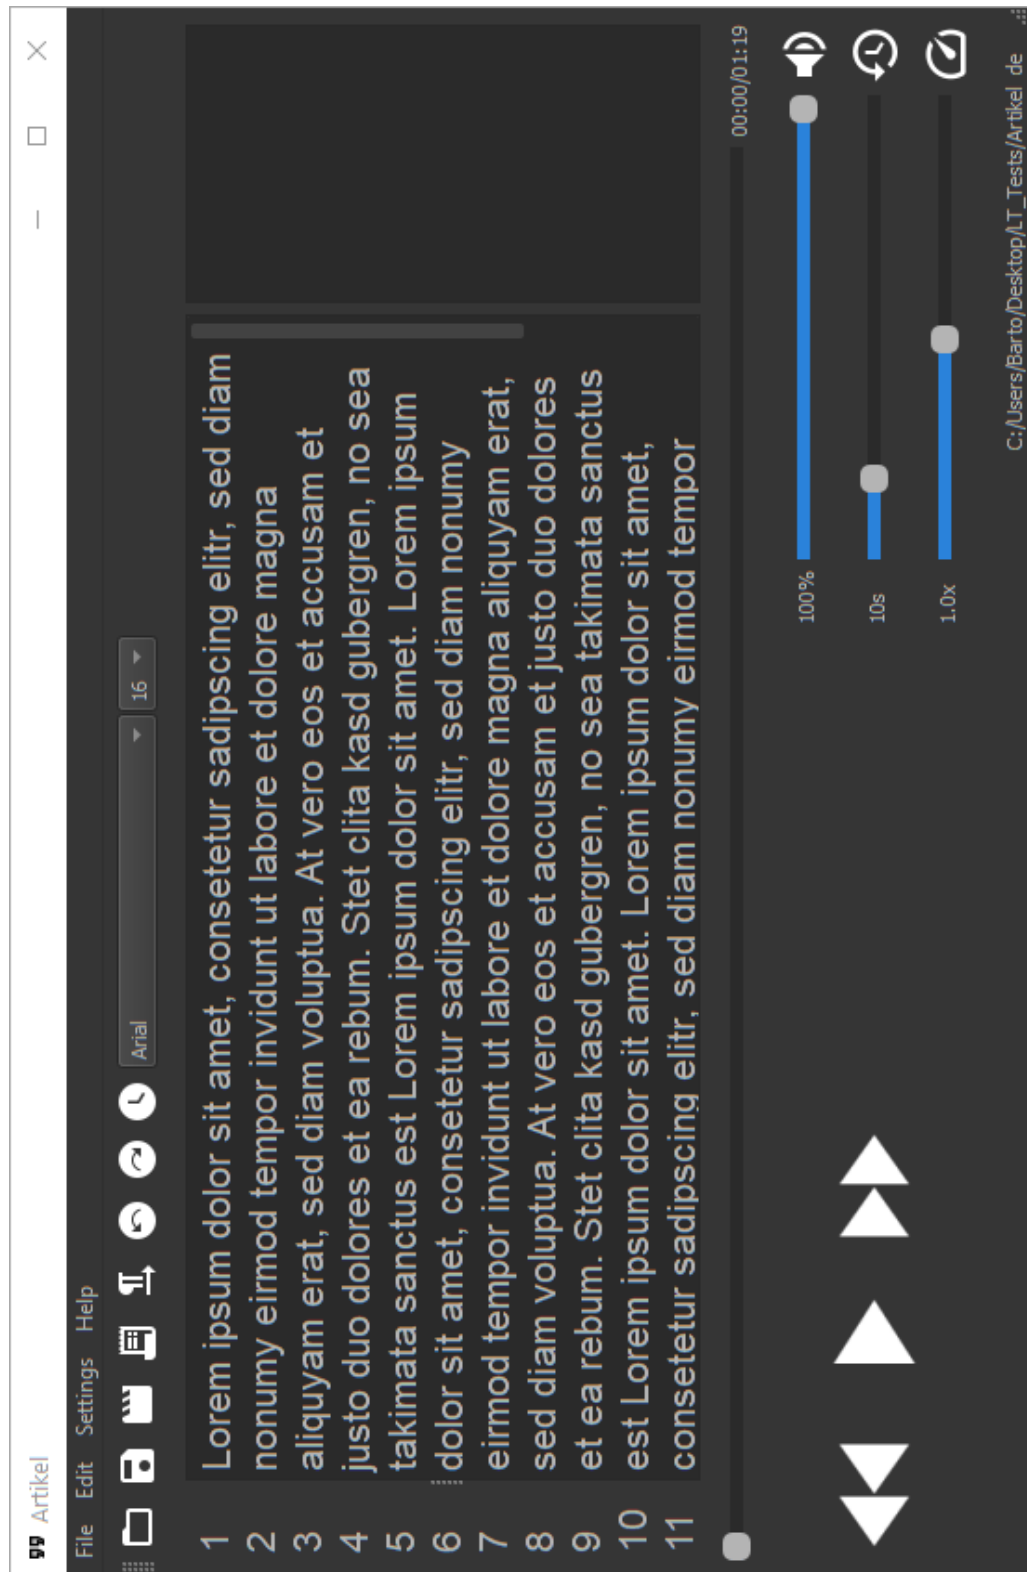 Artikel
File Edit Settings Help
Arial 16
1 Lorem ipsum dolor sit amet, consetetur sadipscing elitr, sed diam
2 nonumy eirmod tempor invidunt ut labore et dolore magna
3 aliquyam erat, sed diam voluptua. At vero eos et accusam et
4 justo duo dolores et ea rebum. Stet clita kasd gubergren, no sea
5 takimata sanctus est Lorem ipsum dolor sit amet. Lorem ipsum
6 dolor sit amet, consetetur sadipscing elitr, sed diam nonumy
7 eirmod tempor invidunt ut labore et dolore magna aliquyam erat,
8 sed diam voluptua. At vero eos et accusam et justo duo dolores
9 et ea rebum. Stet clita kasd gubergren, no sea takimata sanctus
10 est Lorem ipsum dolor sit amet. Lorem ipsum dolor sit amet,
11 consetetur sadipscing elitr, sed diam nonumy eirmod tempor
00:00/01:19
100%
10s
1.0x
C:/Users/Barto/Desktop/LT_Tests/Artikel de